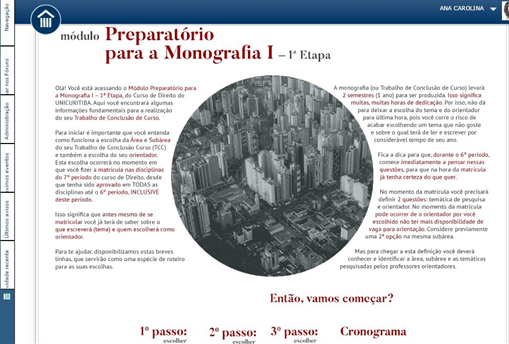 ANA CAROLINA
Navegação
ar nos Fóruns
Administração
óximos eventos
Últimos avisos
vidade recente
módulo Preparatório
para a Monografia I – 1ª Etapa
Olá! Você está acessando o Módulo Preparatório para
a Monografia I – 1ª Etapa, do Curso de Direito do
UNICURITIBA. Aqui você encontrará algumas
informações fundamentais para a realização
do seu Trabalho de Conclusão de Curso.
Para iniciar é importante que você entenda
como funciona a escolha da Área e Subárea
do seu Trabalho de Conclusão Curso (TCC)
e também a escolha do seu orientador.
Esta escolha ocorrerá no momento em
que você fizer a matrícula nas disciplinas
do 7º período do curso de Direito, desde
que tenha sido aprovado em TODAS as
disciplinas até o 6º período, INCLUSIVE
deste período.
Isso significa que antes mesmo de se
matricular você já terá de saber sobre o
que escreverá (tema) e quem escolherá como
orientador.
Para te ajudar, disponibilizamos estas breves
linhas, que servirão como uma espécie de roteiro
para as suas escolhas.
A monografia (ou Trabalho de Conclusão de Curso) levará
2 semestres (1 ano) para ser produzida. Isso significa
muitas, muitas horas de dedicação. Por isso, não dá
para deixar a escolha do tema e do orientador
para última hora, pois você corre o risco de
acabar escolhendo um tema que não goste
e sobre o qual terá de ler e escrever por
considerável tempo de seu ano.
Fica a dica para que, durante o 6º período,
comece imediatamente a pensar nessas
questões, para que na hora da matrícula
já tenha certeza do que quer.
No momento da matrícula você precisará
definir 2 questões: temática de pesquisa
e orientador. No momento da matrícula
pode ocorrer de o orientador por você
escolhido não ter mais disponibilidade de
vaga para orientação. Considere previamente
uma 2ª opção na mesma subárea.
Mas para chegar a esta definição você deverá
conhecer e identificar a área, subárea e as temáticas
pesquisadas pelos professores orientadores.
Então, vamos começar?
1º passo: 2º passo: 3º passo: Cronograma
escolher escolher escolher